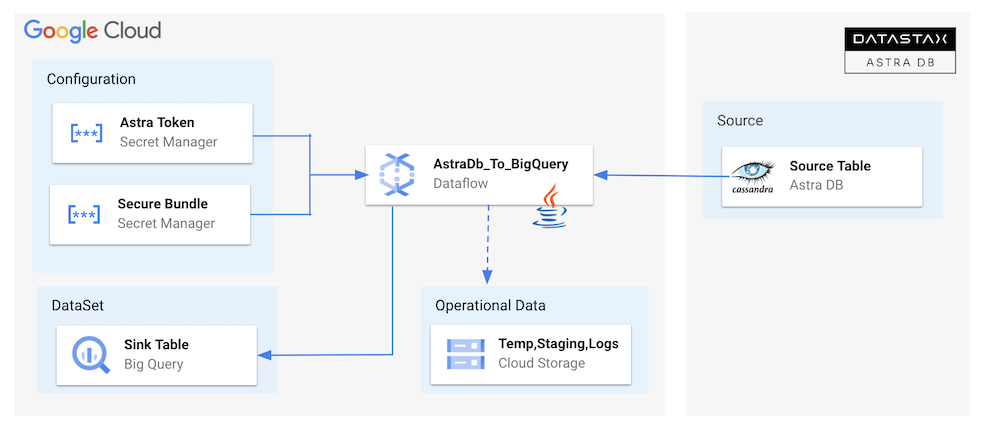 Google Cloud
DATASTAX
ASTRA DB
Configuration
Astra Token
Secret Manager
[***]
Secure Bundle
Secret Manager
[***]
AstraDb_To_BigQuery
Dataflow
Source
Source Table
Astra DB
cassandra
DataSet
Sink Table
Big Query
Operational Data
Temp,Staging,Logs
Cloud Storage